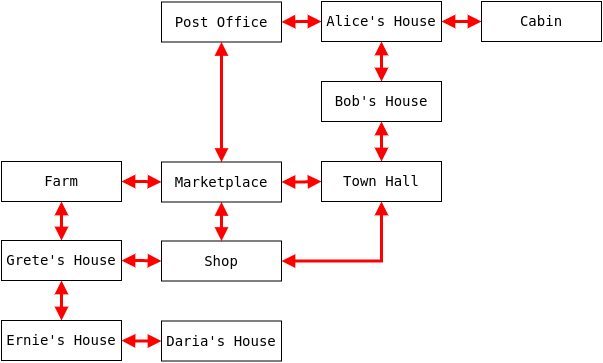 Post Office
Alice's House
Cabin
Bob's House
Farm
Marketplace
Town Hall
Grete's House
Shop
Ernie's House
Daria's House